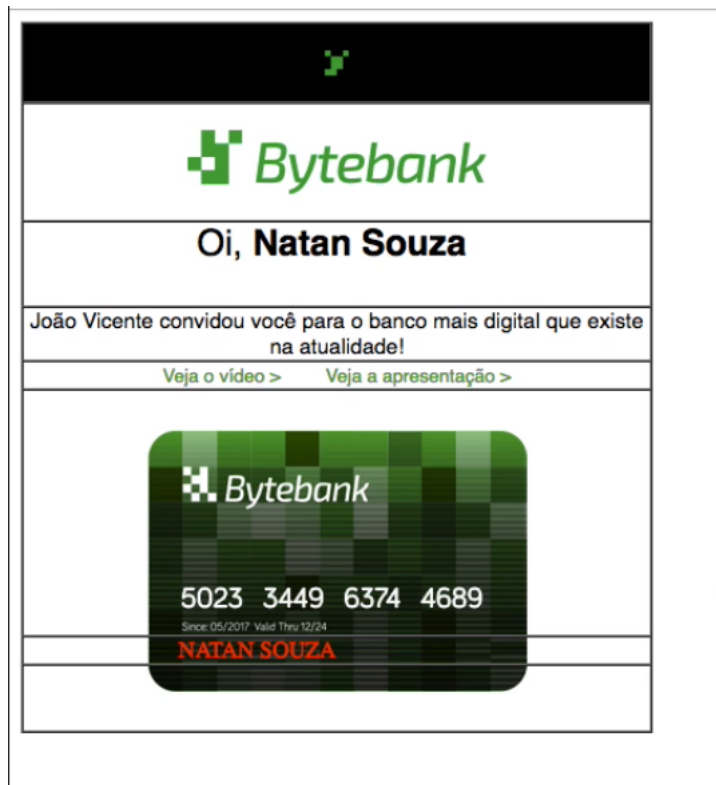 Bytebank
Oi, Natan Souza
João Vicente convidou você para o banco mais digital que existe
na atualidade!
Veja o vídeo > Veja a apresentação >
Bytebank
5023 3449 6374 4689
Since: 05/2017 Valid Thru 12/24
NATAN SOUZA